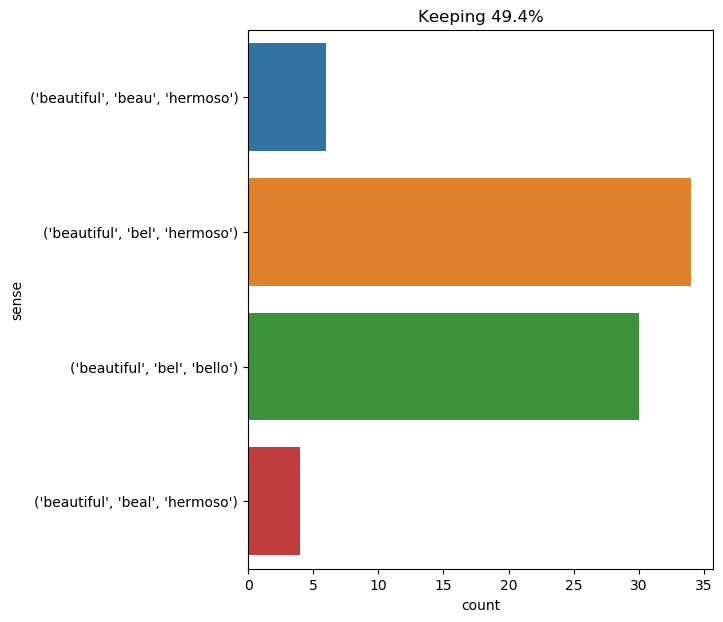 Keeping 49.4%
('beautiful', 'beau', 'hermoso')
('beautiful', 'bel', 'hermoso')
sense
('beautiful', 'bel', 'bello')
('beautiful', 'beal', 'hermoso')
0 5 10 15 20 25 30 35
count